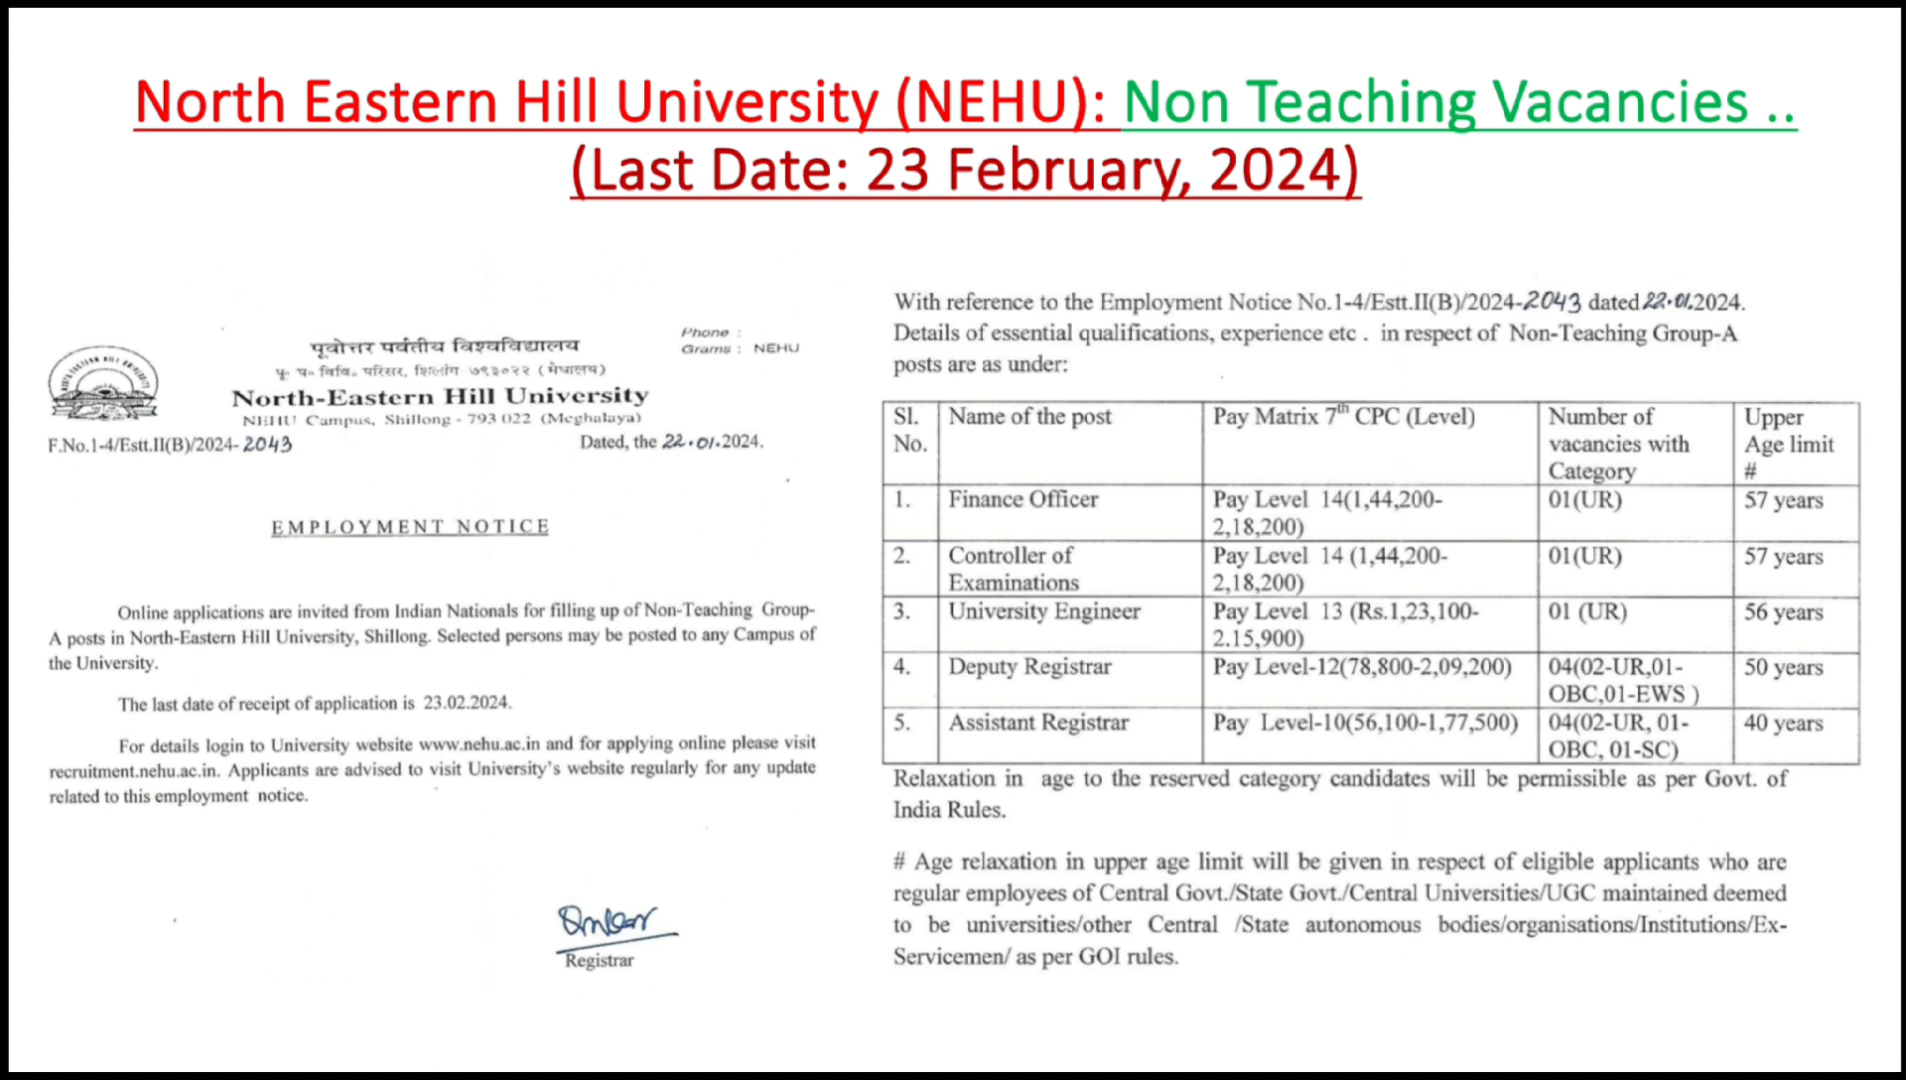 North Eastern Hill University (NEHU): Non Teaching Vacancies ..
(Last Date: 23 February, 2024)
पूर्वोत्तर पर्वतीय विश्वविद्यालय
पू. प. विवि. परिसर, शिलांग ७९३०२२ (मेघालय)
North-Eastern Hill University
NEHU Campus, Shillong - 793 022 (Meghalaya)
Phone :
Grams : NEHU
F.No.1-4/Estt.II(B)/2024-2043
Dated, the 22.01.2024.
EMPLOYMENT NOTICE
Online applications are invited from Indian Nationals for filling up of Non-Teaching Group-
A posts in North-Eastern Hill University, Shillong. Selected persons may be posted to any Campus of
the University.
The last date of receipt of application is 23.02.2024.
For details login to University website www.nehu.ac.in and for applying online please visit
recruitment.nehu.ac.in. Applicants are advised to visit University's website regularly for any update
related to this employment notice.
Registrar
With reference to the Employment Notice No.1-4/Estt.II(B)/2024-2043 dated 22.01.2024.
Details of essential qualifications, experience etc . in respect of Non-Teaching Group-A
posts are as under:
Sl. Name of the post Pay Matrix 7th CPC (Level) Number of Upper
No. vacancies with Age limit
Category #
1. Finance Officer Pay Level 14(1,44,200- 01(UR) 57 years
2,18,200)
2. Controller of Pay Level 14 (1,44,200- 01(UR) 57 years
Examinations 2,18,200)
3. University Engineer Pay Level 13 (Rs.1,23,100- 01 (UR) 56 years
2.15,900)
4. Deputy Registrar Pay Level-12(78,800-2,09,200) 04(02-UR,01- 50 years
OBC,01-EWS )
5. Assistant Registrar Pay Level-10(56,100-1,77,500) 04(02-UR, 01- 40 years
OBC, 01-SC)
Relaxation in age to the reserved category candidates will be permissible as per Govt. of
India Rules.
# Age relaxation in upper age limit will be given in respect of eligible applicants who are
regular employees of Central Govt./State Govt./Central Universities/UGC maintained deemed
to be universities/other Central /State autonomous bodies/organisations/Institutions/Ex-
Servicemen/ as per GOI rules.